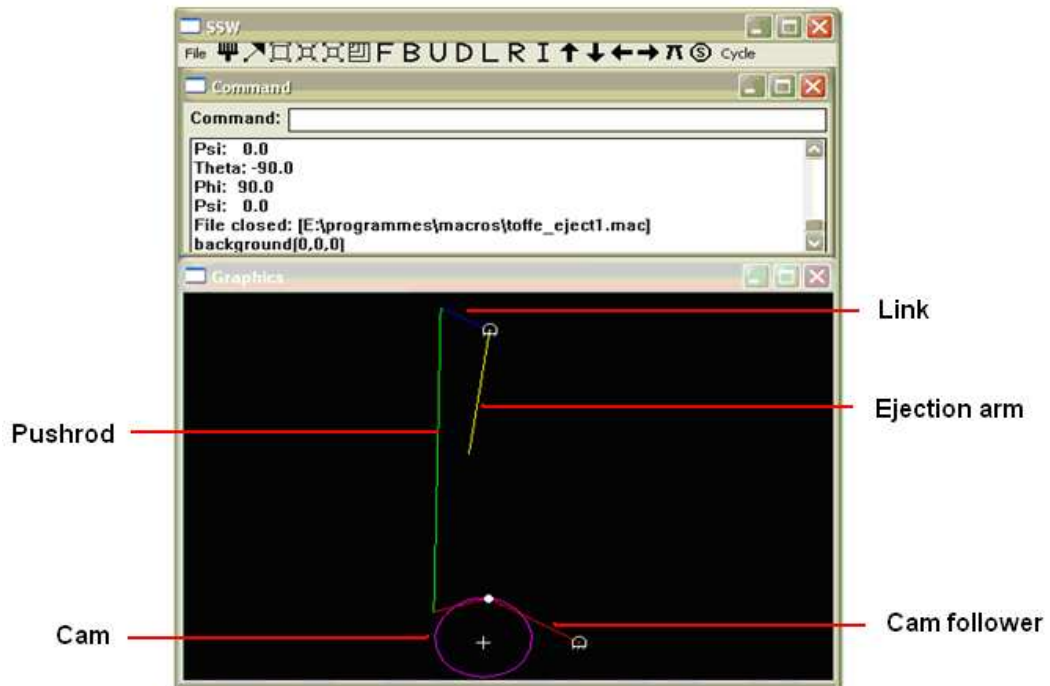 SSW
File F B U D L R I π S Cycle
Command
Command:
Psi: 0.0
Theta: -90.0
Phi: 90.0
Psi: 0.0
File closed: [E:\programmes\macros\toffe_eject1.mac]
background[0,0,0]
Graphics
Link
Ejection arm
Pushrod
Cam
Cam follower